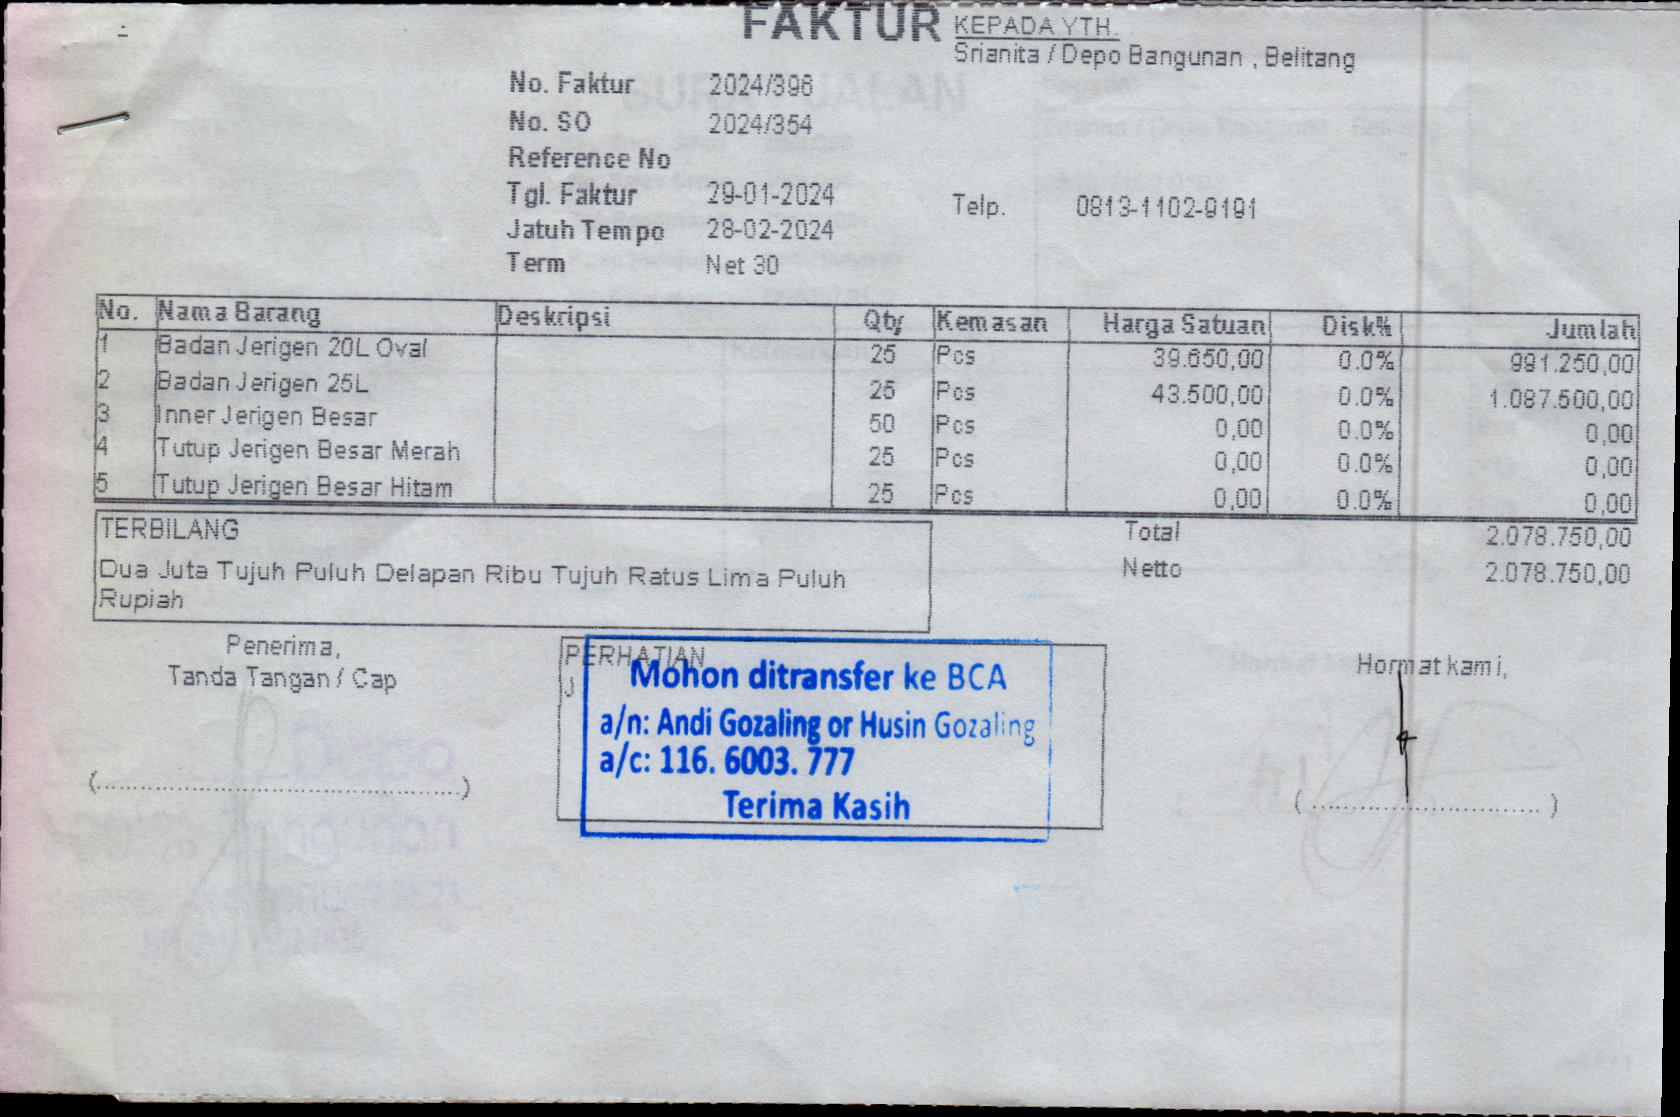 FAKTUR
KEPADA YTH.
Srianita / Depo Bangunan , Belitang
No. Faktur 2024/396
No. SO 2024/354
Reference No
Tgl. Faktur 29-01-2024
Telp. 0813-1102-9191
Jatuh Tempo 28-02-2024
Term Net 30
No. Nama Barang Deskripsi Qty Kemasan Harga Satuan Disk% Jumlah
1 Badan Jerigen 20L Oval 25 Pcs 39.650,00 0.0% 991.250,00
2 Badan Jerigen 25L 25 Pcs 43.500,00 0.0% 1.087.500,00
3 Inner Jerigen Besar 50 Pcs 0,00 0.0% 0,00
4 Tutup Jerigen Besar Merah 25 Pcs 0,00 0.0% 0,00
5 Tutup Jerigen Besar Hitam 25 Pcs 0,00 0.0% 0,00
TERBILANG
Dua Juta Tujuh Puluh Delapan Ribu Tujuh Ratus Lima Puluh
Rupiah
Total 2.078.750,00
Netto 2.078.750,00
Penerima,
Tanda Tangan / Cap
(..............................................)
PERHATIAN
J
Mohon ditransfer ke BCA
a/n: Andi Gozaling or Husin Gozaling
a/c: 116. 6003. 777
Terima Kasih
Hormat kami,
(..............................)
Depo
Bangunan